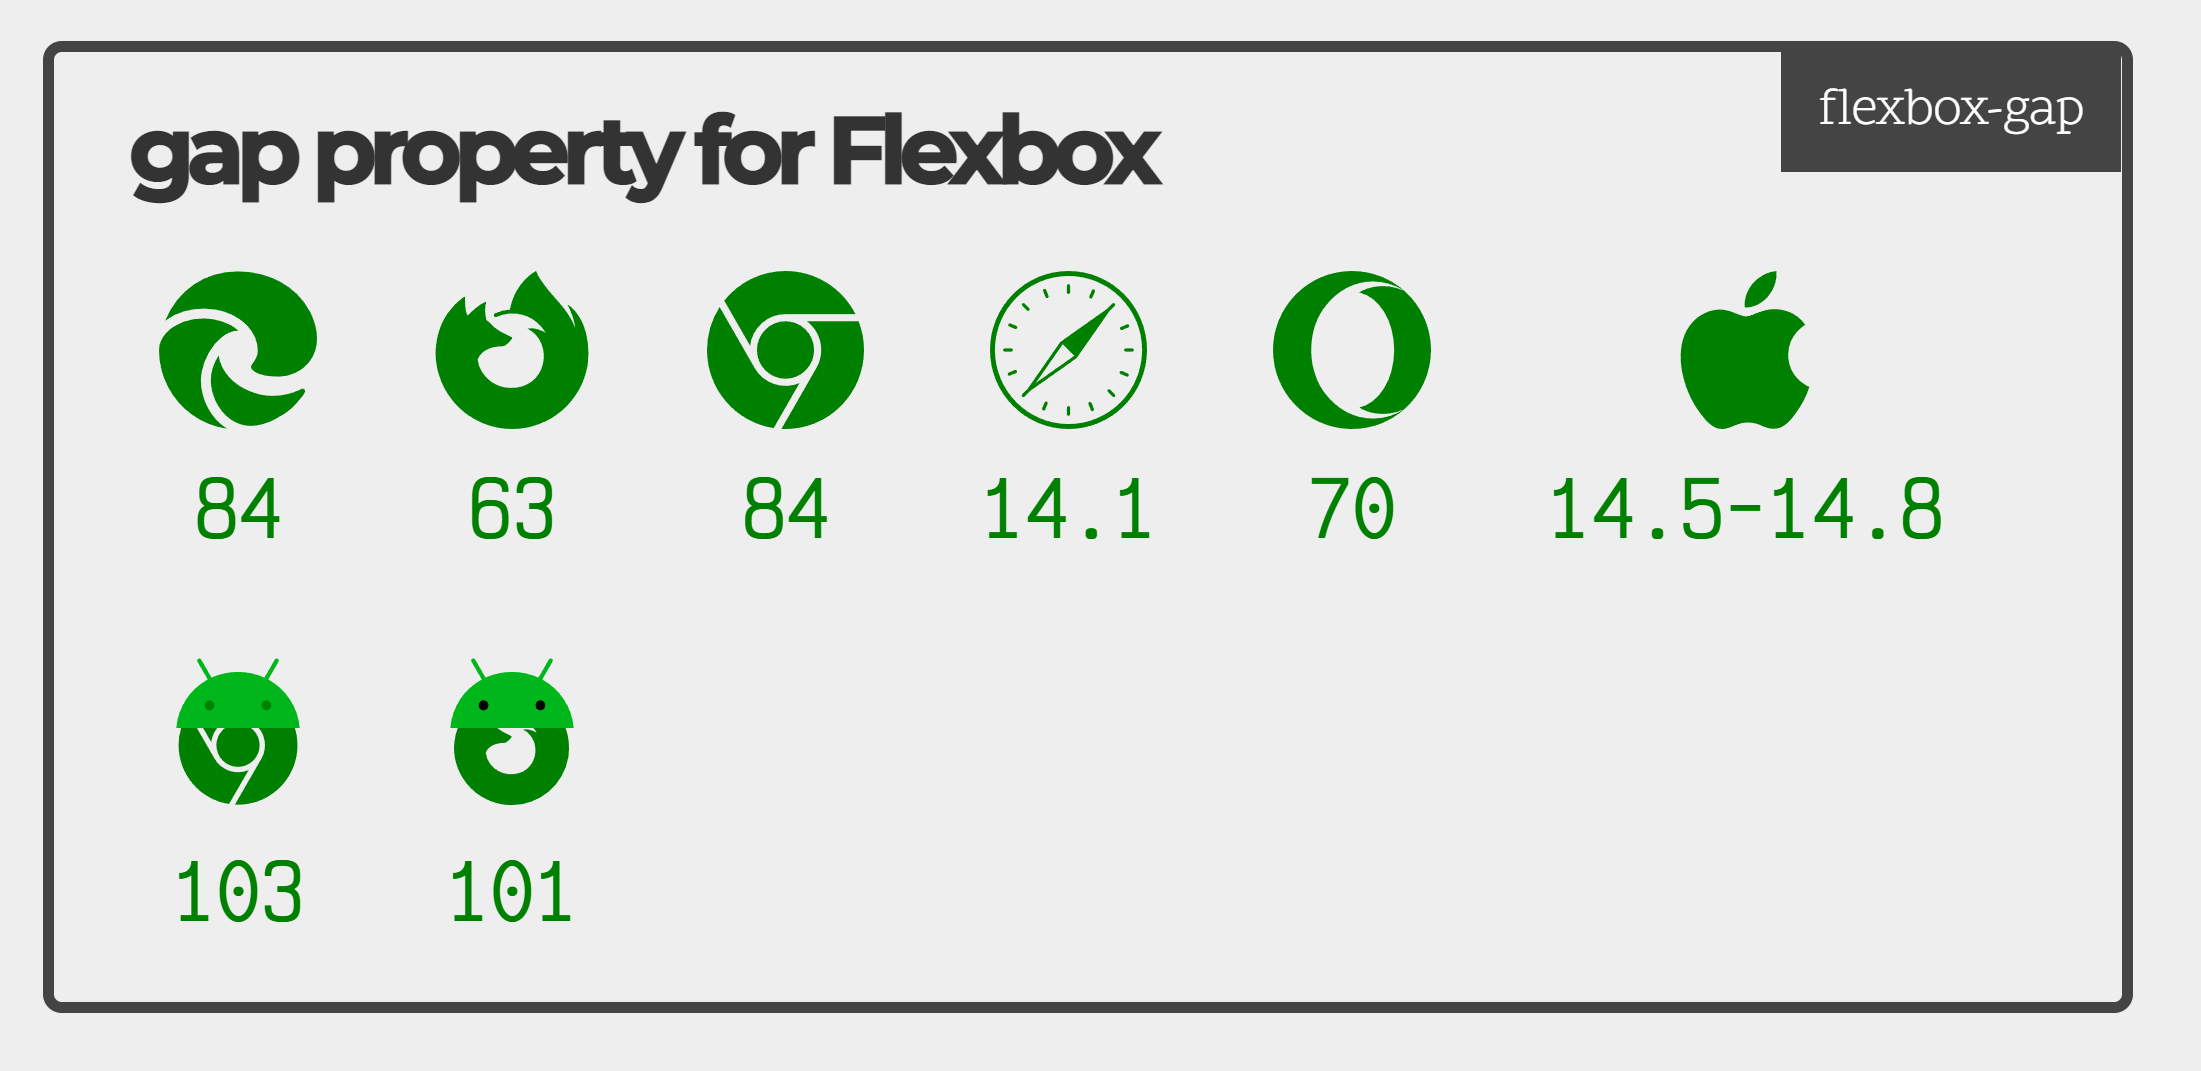 flexbox-gap
gap property for Flexbox
84 63 84 14.1 70 14.5-14.8
103 101